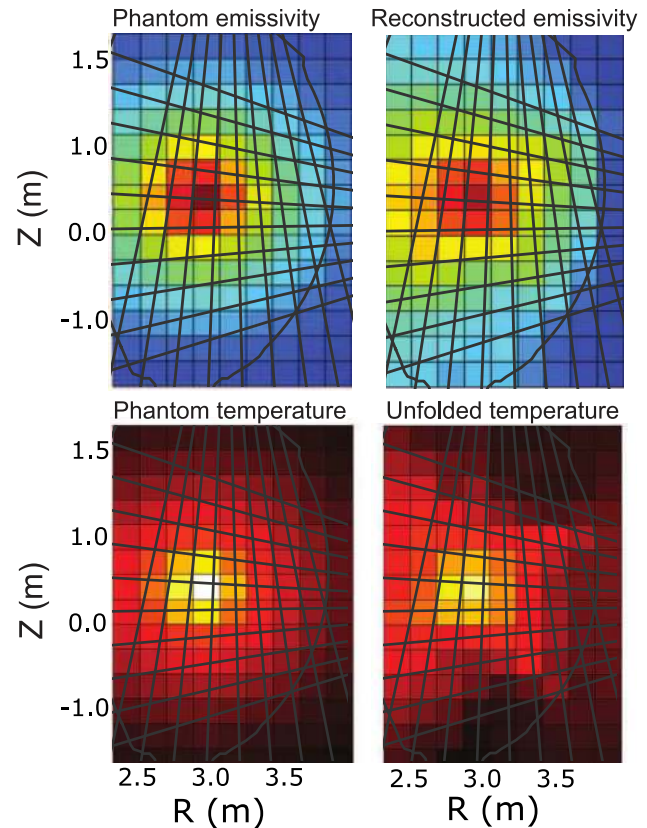 Phantom emissivity
Reconstructed emissivity
1.5
1.0
0.0
-1.0
Z (m)
Phantom temperature
Unfolded temperature
1.5
1.0
0.0
-1.0
Z (m)
2.5 3.0 3.5
2.5 3.0 3.5
R (m)
R (m)